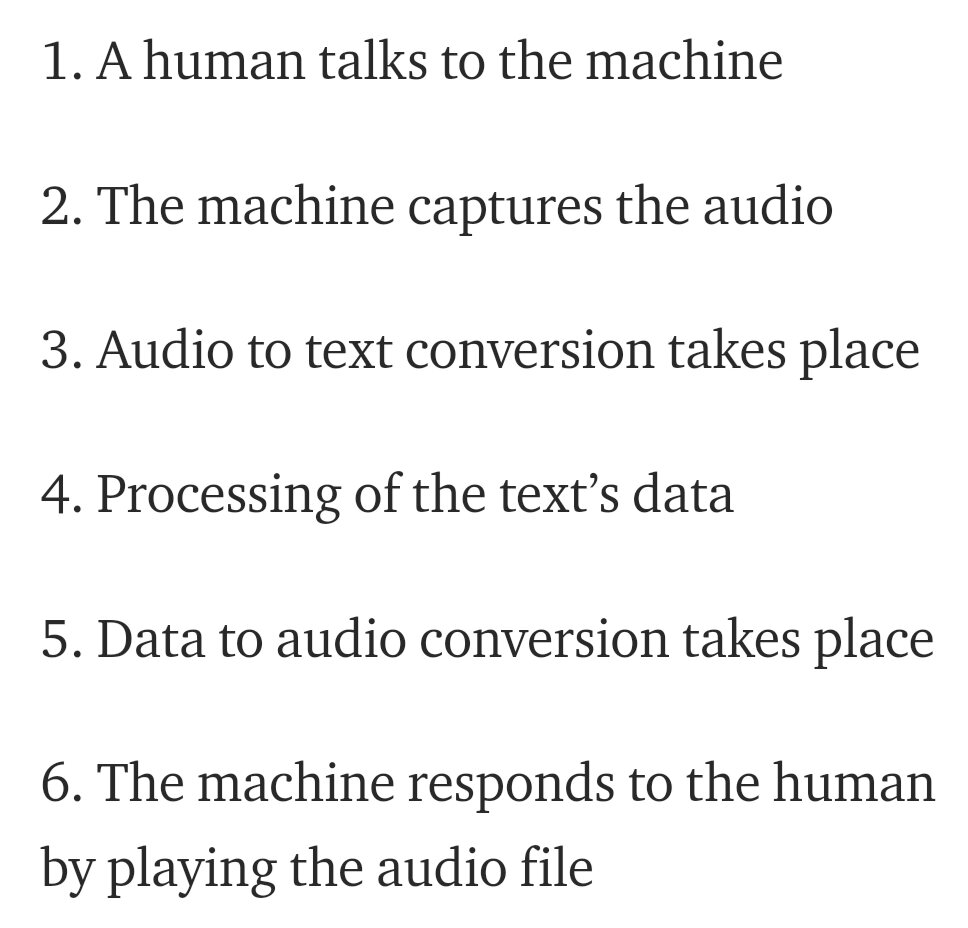 1. A human talks to the machine
2. The machine captures the audio
3. Audio to text conversion takes place
4. Processing of the text’s data
5. Data to audio conversion takes place
6. The machine responds to the human
by playing the audio file